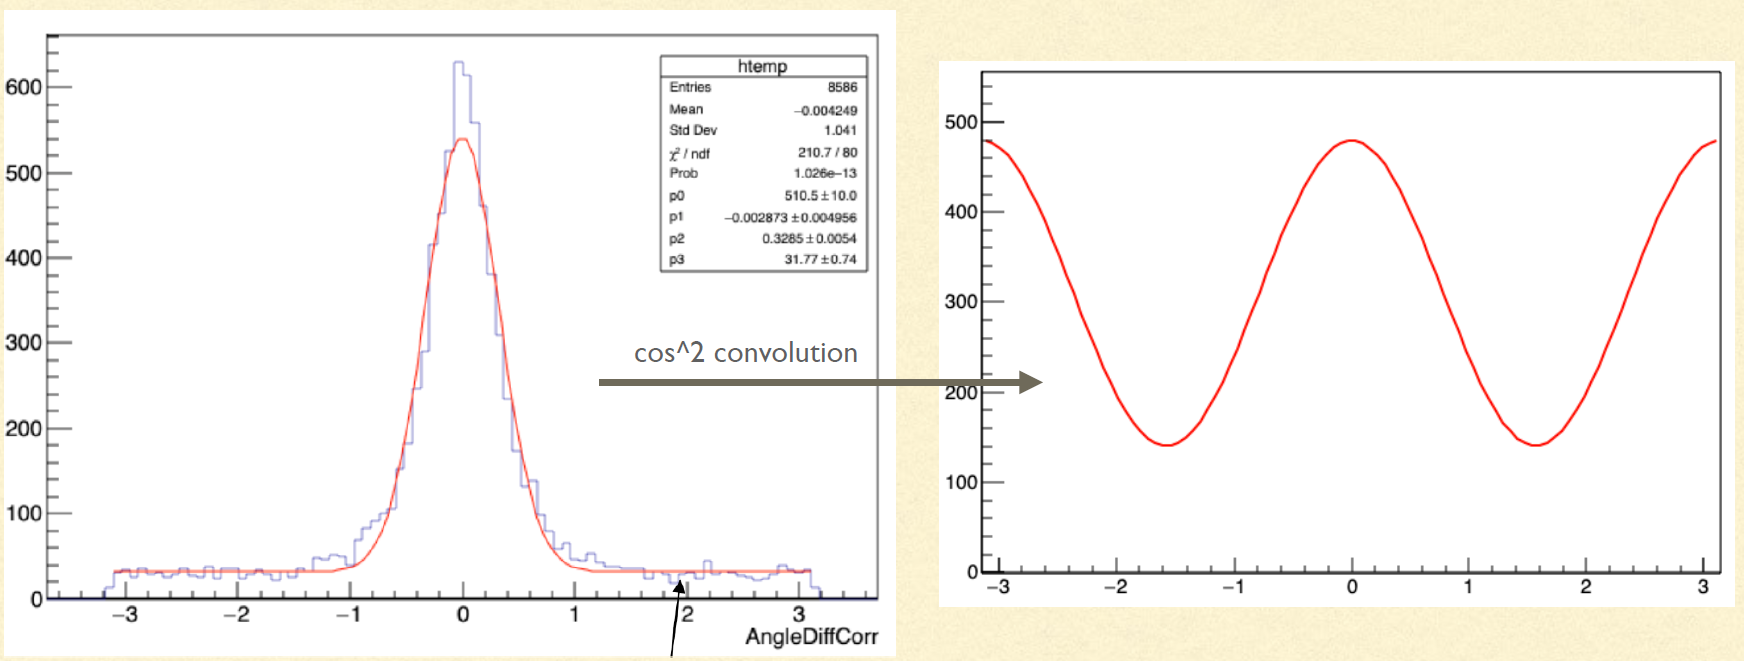 600
500
400
300
200
100
0
−3
−2
−1
0
1
2
3
AngleDiffCorr
htemp
Entries 8586
Mean −0.004249
Std Dev 1.041
χ² / ndf 210.7 / 80
Prob 1.026e−13
p0 510.5 ± 10.0
p1 −0.002873 ± 0.004956
p2 0.3285 ± 0.0054
p3 31.77 ± 0.74
cos^2 convolution
500
400
300
200
100
0
−3
−2
−1
0
1
2
3